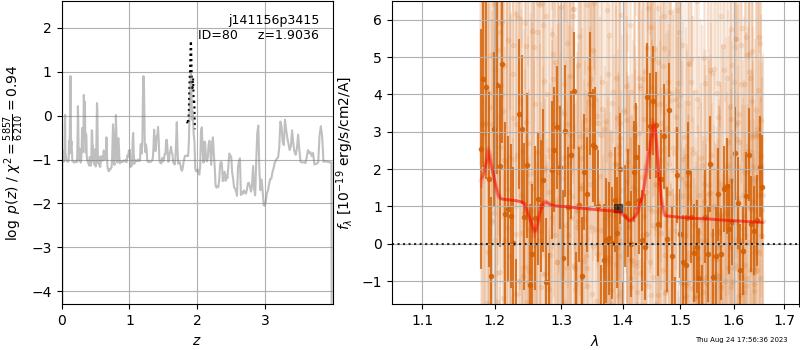 j141156p3415
ID=80 z=1.9036
log p(z) / χ² = 5857/6210 = 0.94
2
1
0
−1
−2
−3
−4
0 1 2 3
z
fλ [10⁻¹⁹ erg/s/cm2/A]
6
5
4
3
2
1
0
−1
1.1 1.2 1.3 1.4 1.5 1.6 1.7
λ
Thu Aug 24 17:56:36 2023